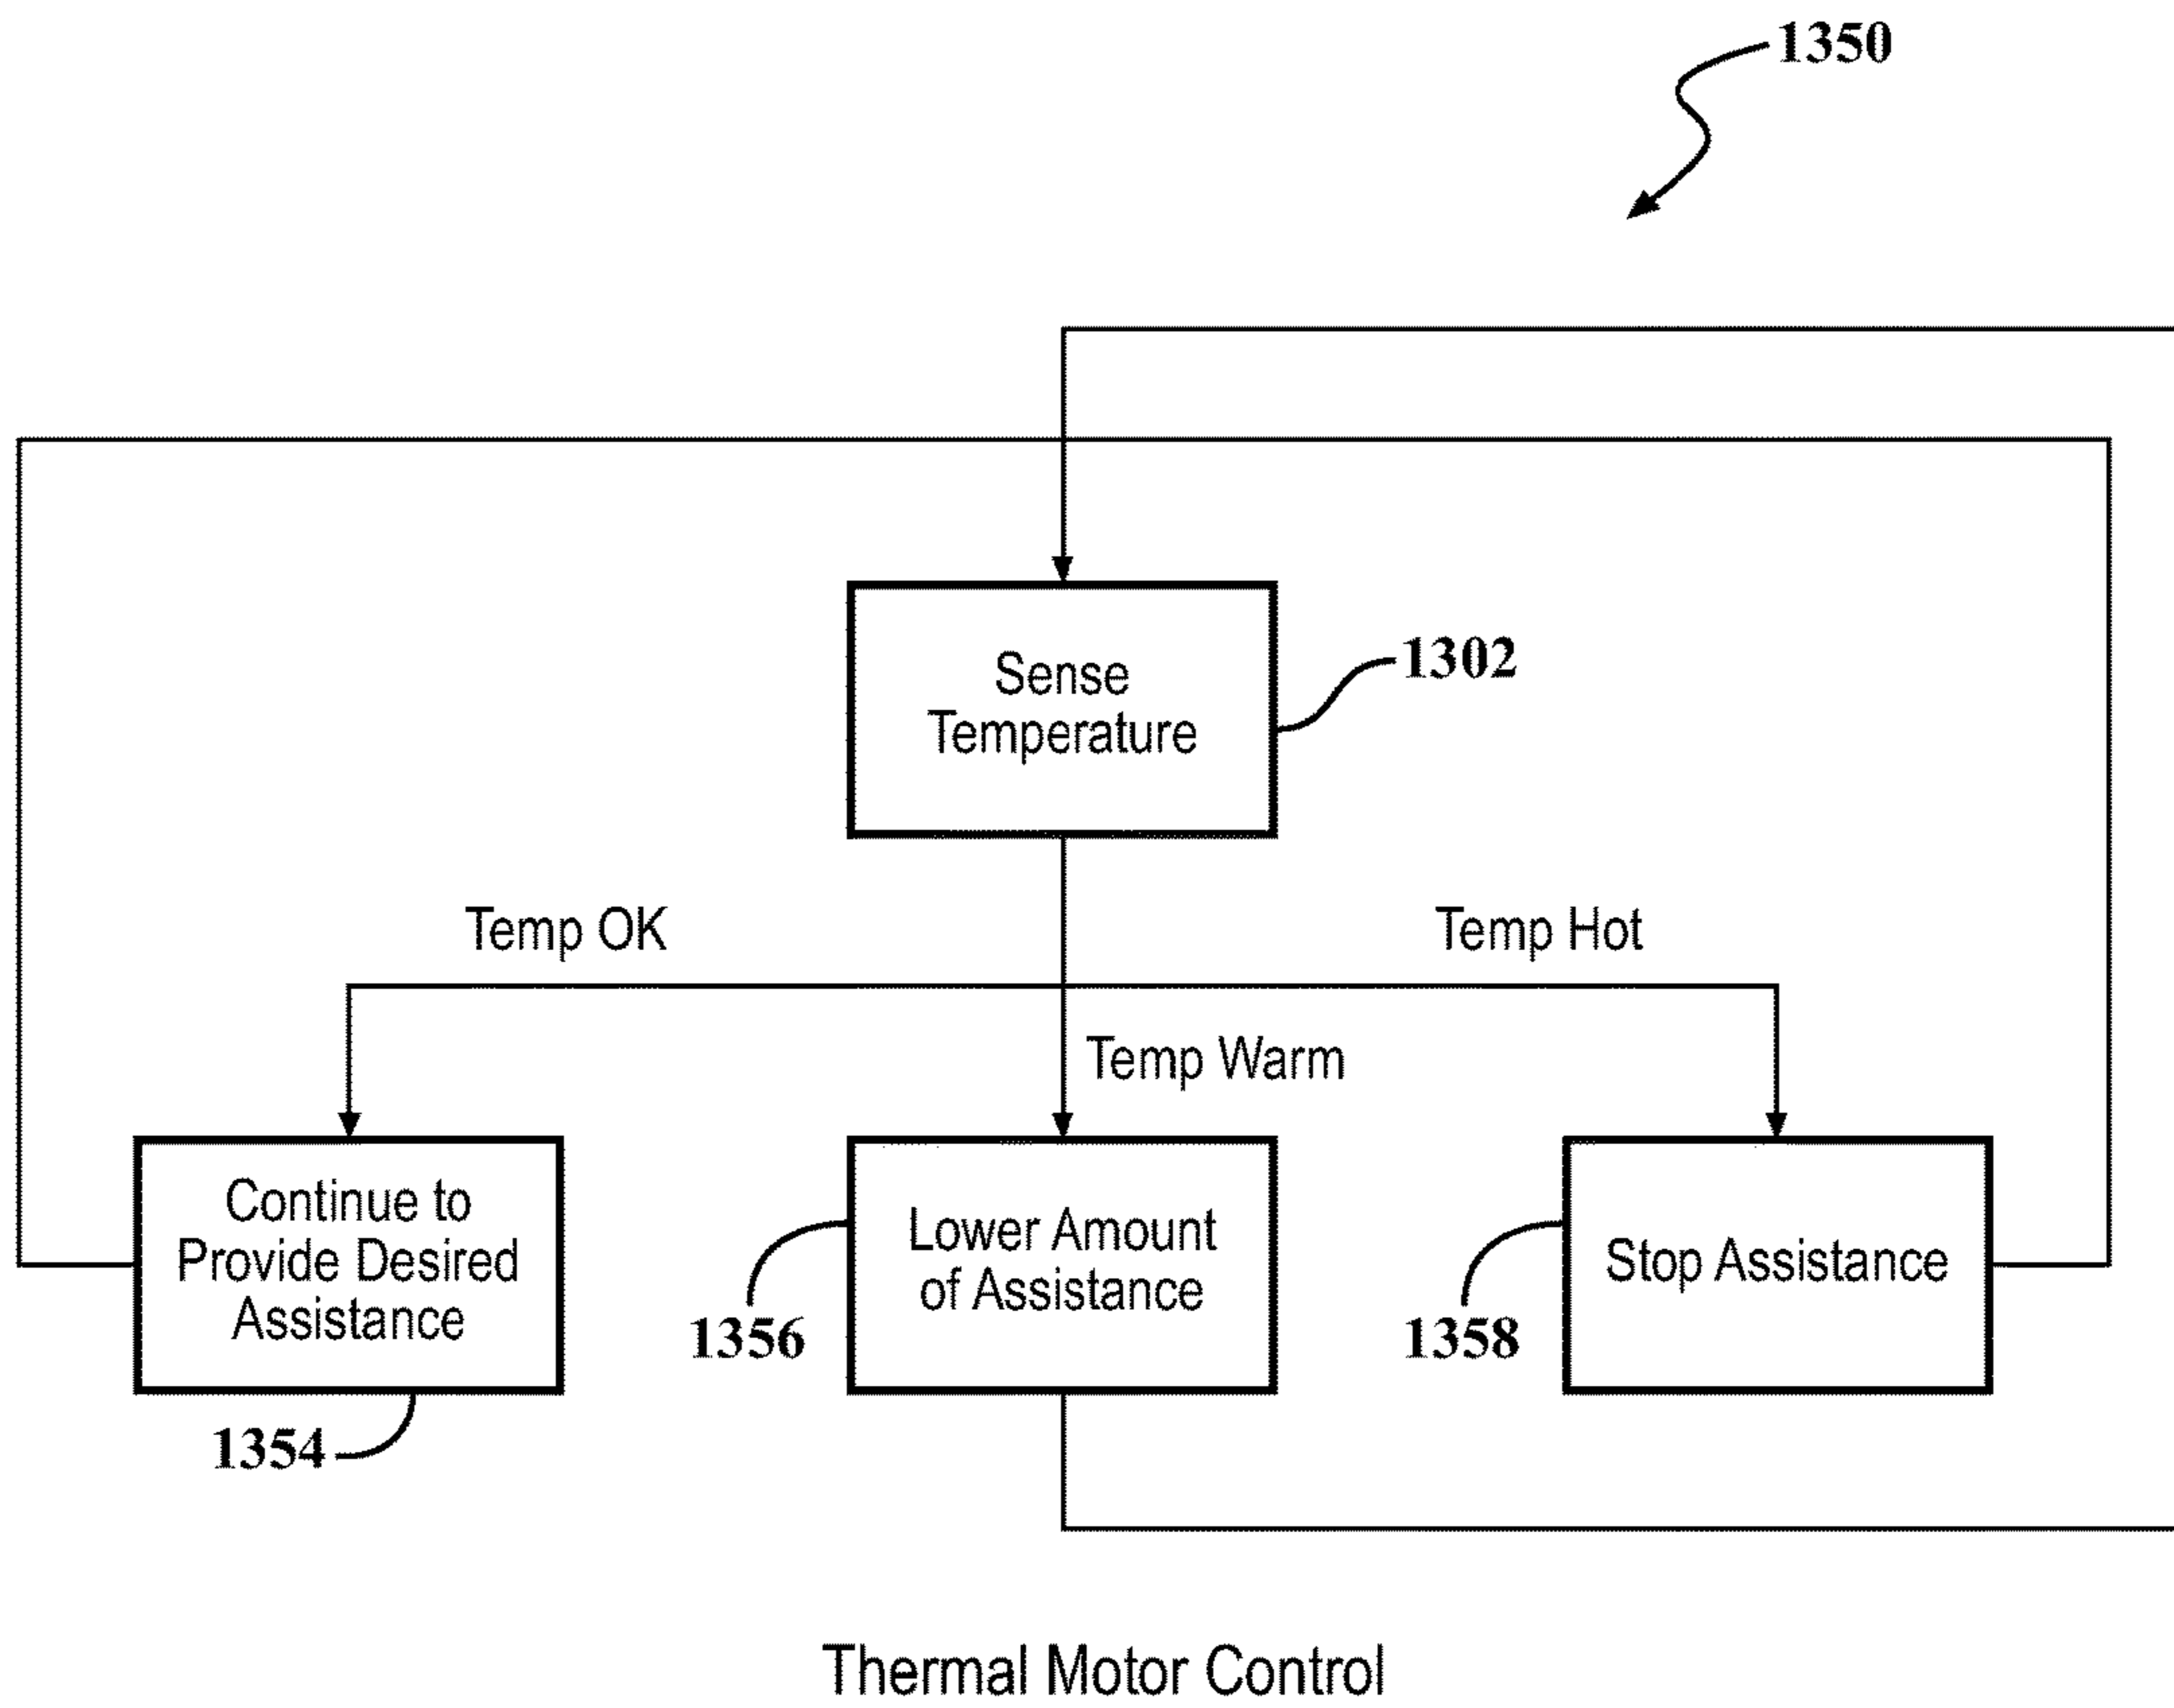 1350
Sense
Temperature
1302
Temp OK
Temp Hot
Temp Warm
Continue to
Provide Desired
Assistance
1354
Lower Amount
of Assistance
1356
Stop Assistance
1358
Thermal Motor Control